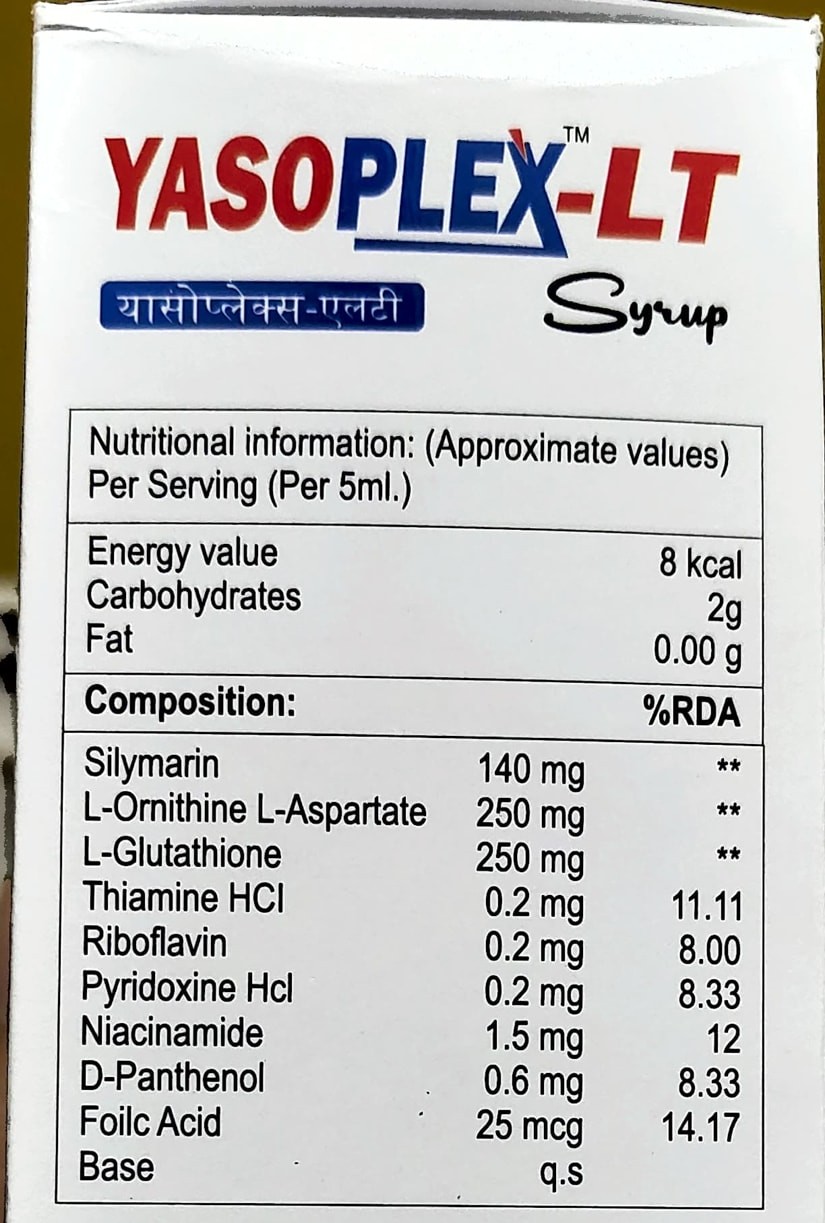 YASOPLEX-LT™
यासोप्लेक्स-एलटी
Syrup
Nutritional information: (Approximate values)
Per Serving (Per 5ml.)
Energy value 8 kcal
Carbohydrates 2g
Fat 0.00 g
Composition: %RDA
Silymarin 140 mg **
L-Ornithine L-Aspartate 250 mg **
L-Glutathione 250 mg **
Thiamine HCl 0.2 mg 11.11
Riboflavin 0.2 mg 8.00
Pyridoxine Hcl 0.2 mg 8.33
Niacinamide 1.5 mg 12
D-Panthenol 0.6 mg 8.33
Foilc Acid 25 mcg 14.17
Base q.s